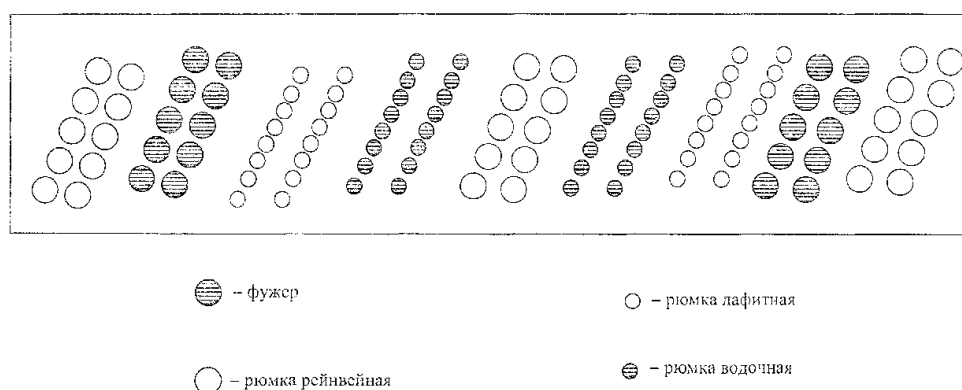 – фужер
– рюмка лафитная
– рюмка рейнвейная
– рюмка водочная